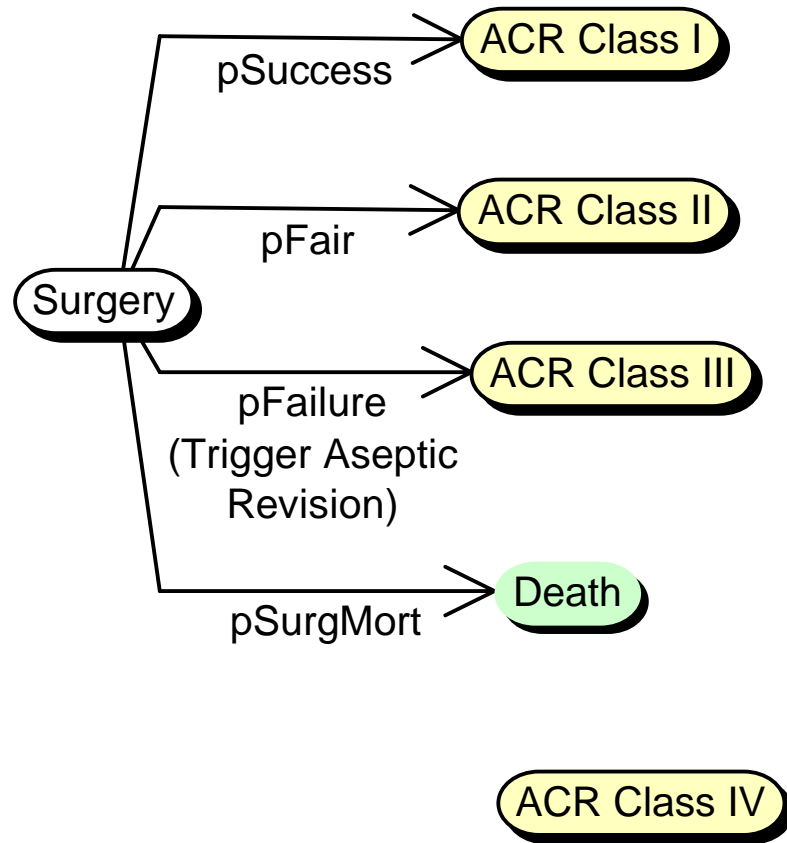 ACR Class I
pSuccess
ACR Class II
pFair
Surgery
ACR Class III
pFailure
(Trigger Aseptic
Revision)
Death
pSurgMort
ACR Class IV